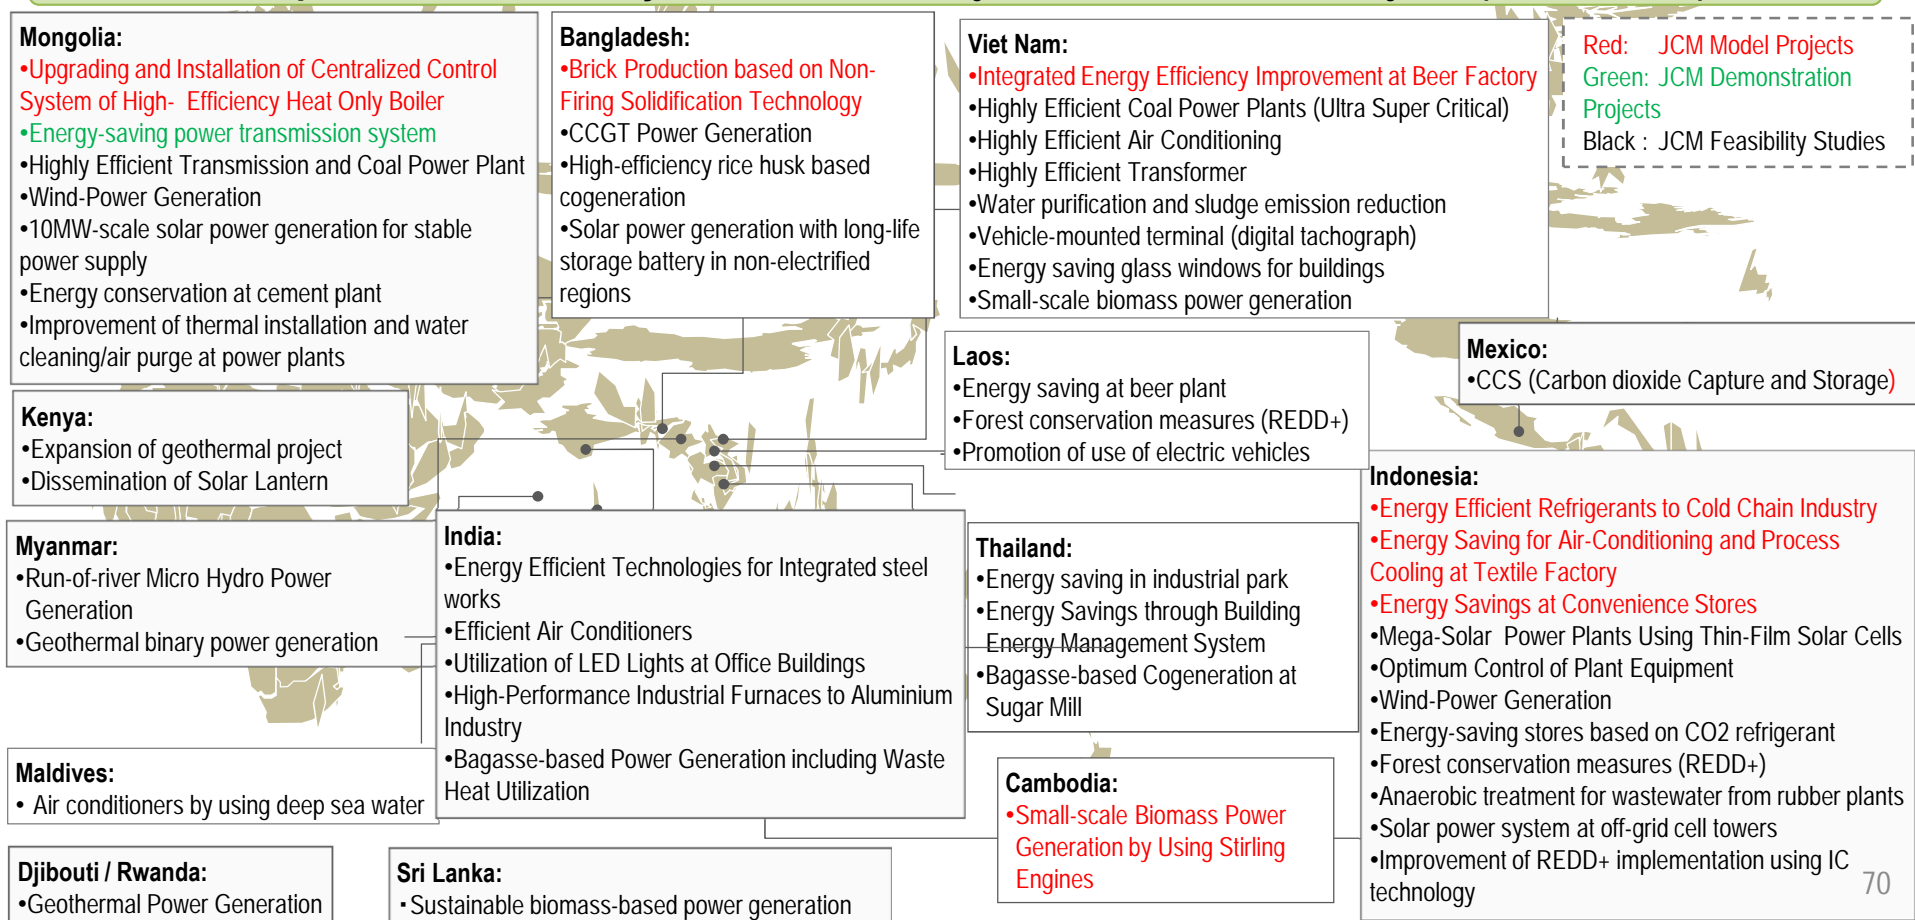 Mongolia:
•Upgrading and Installation of Centralized Control
System of High- Efficiency Heat Only Boiler
•Energy-saving power transmission system
•Highly Efficient Transmission and Coal Power Plant
•Wind-Power Generation
•10MW-scale solar power generation for stable
power supply
•Energy conservation at cement plant
•Improvement of thermal installation and water
cleaning/air purge at power plants
Bangladesh:
•Brick Production based on Non-
Firing Solidification Technology
•CCGT Power Generation
•High-efficiency rice husk based
cogeneration
•Solar power generation with long-life
storage battery in non-electrified
regions
Viet Nam:
•Integrated Energy Efficiency Improvement at Beer Factory
•Highly Efficient Coal Power Plants (Ultra Super Critical)
•Highly Efficient Air Conditioning
•Highly Efficient Transformer
•Water purification and sludge emission reduction
•Vehicle-mounted terminal (digital tachograph)
•Energy saving glass windows for buildings
•Small-scale biomass power generation
Red: JCM Model Projects
Green: JCM Demonstration
Projects
Black : JCM Feasibility Studies
Kenya:
•Expansion of geothermal project
•Dissemination of Solar Lantern
Laos:
•Energy saving at beer plant
•Forest conservation measures (REDD+)
•Promotion of use of electric vehicles
Mexico:
•CCS (Carbon dioxide Capture and Storage)
Myanmar:
•Run-of-river Micro Hydro Power
Generation
•Geothermal binary power generation
India:
•Energy Efficient Technologies for Integrated steel
works
•Efficient Air Conditioners
•Utilization of LED Lights at Office Buildings
•High-Performance Industrial Furnaces to Aluminium
Industry
•Bagasse-based Power Generation including Waste
Heat Utilization
Thailand:
•Energy saving in industrial park
•Energy Savings through Building
Energy Management System
•Bagasse-based Cogeneration at
Sugar Mill
Indonesia:
•Energy Efficient Refrigerants to Cold Chain Industry
•Energy Saving for Air-Conditioning and Process
Cooling at Textile Factory
•Energy Savings at Convenience Stores
•Mega-Solar Power Plants Using Thin-Film Solar Cells
•Optimum Control of Plant Equipment
•Wind-Power Generation
•Energy-saving stores based on CO2 refrigerant
•Forest conservation measures (REDD+)
•Anaerobic treatment for wastewater from rubber plants
•Solar power system at off-grid cell towers
•Improvement of REDD+ implementation using IC
technology
Maldives:
• Air conditioners by using deep sea water
Cambodia:
•Small-scale Biomass Power
Generation by Using Stirling
Engines
Djibouti / Rwanda:
•Geothermal Power Generation
Sri Lanka:
・Sustainable biomass-based power generation
70